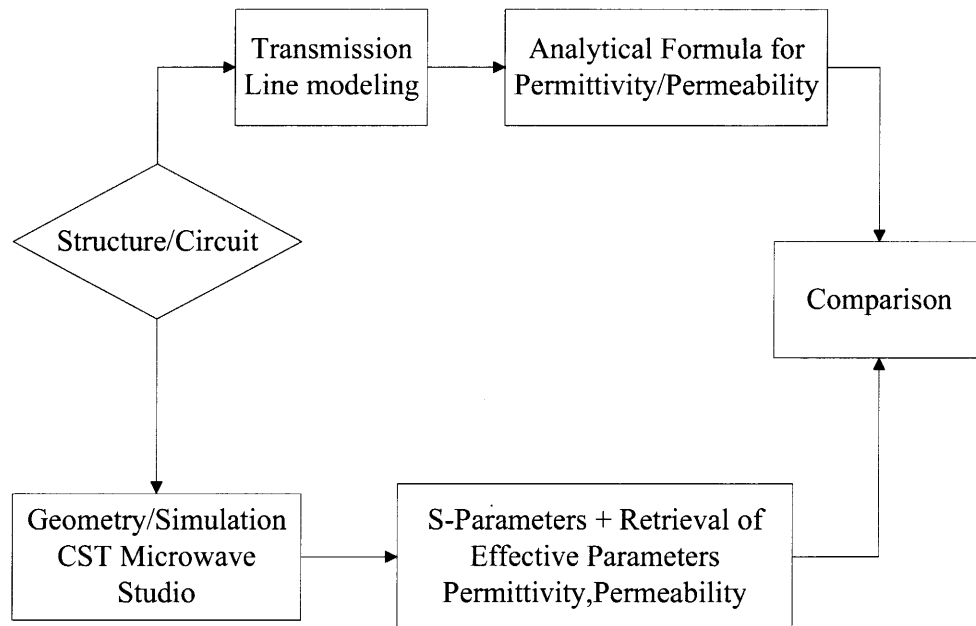 Transmission
Line modeling
Analytical Formula for
Permittivity/Permeability
Structure/Circuit
Comparison
Geometry/Simulation
CST Microwave
Studio
S-Parameters + Retrieval of
Effective Parameters
Permittivity,Permeability